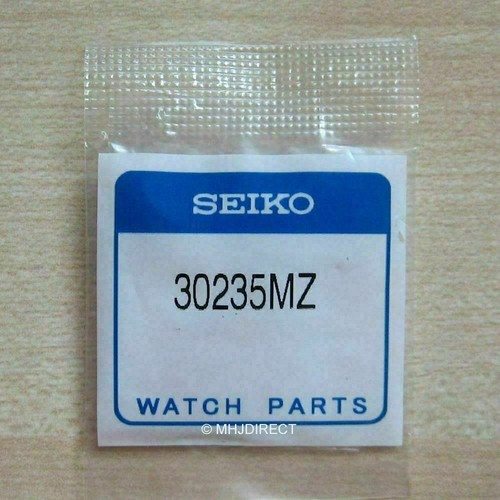 SEIKO
30235MZ
WATCH PARTS
© MHJDIRECT